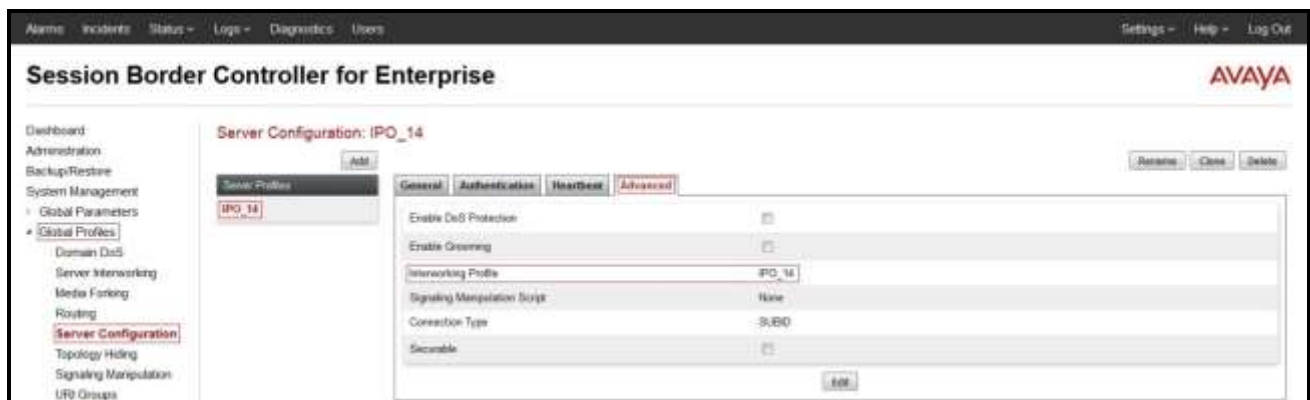 Alarms Incidents Status Logs Diagnostics Users Settings Help Log Out
Session Border Controller for Enterprise
AVAYA
Dashboard
Administration
Backup/Restore
System Management
Global Parameters
Global Profiles
Domain DoS
Server Interworking
Media Forking
Routing
Server Configuration
Topology Hiding
Signaling Manipulation
URI Groups
Server Configuration: IPO_14
Add
Rename Clone Delete
Server Profiles
IPO_14
General Authentication Heartbeat Advanced
Enable DoS Protection
Enable Grooming
Interworking Profile IPO_14
Signaling Manipulation Script None
Connection Type SUBID
Securable
Edit